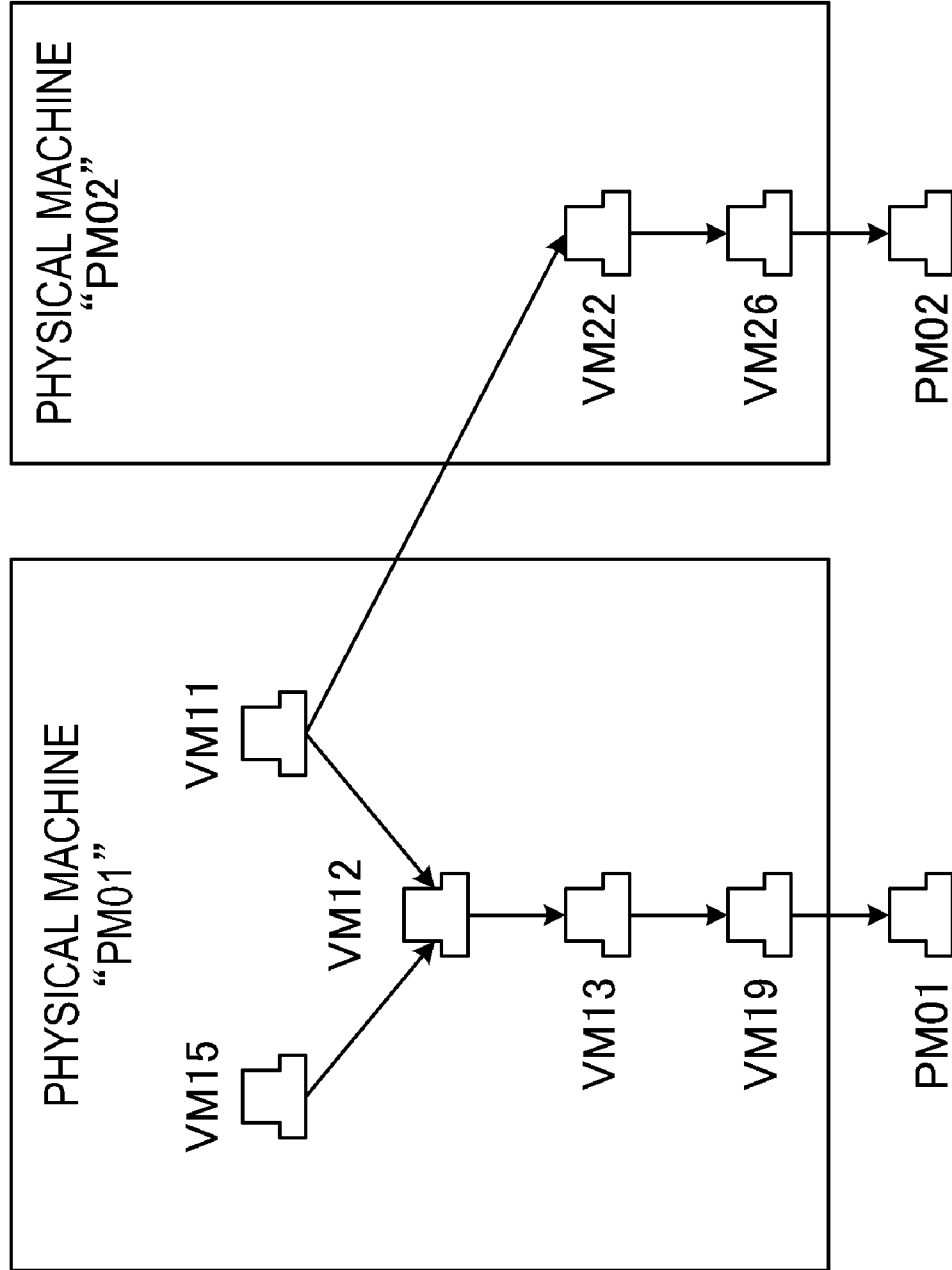 PHYSICAL MACHINE
“PM01”
VM15
VM11
VM12
VM13
VM19
PM01
PHYSICAL MACHINE
“PM02”
VM22
VM26
PM02